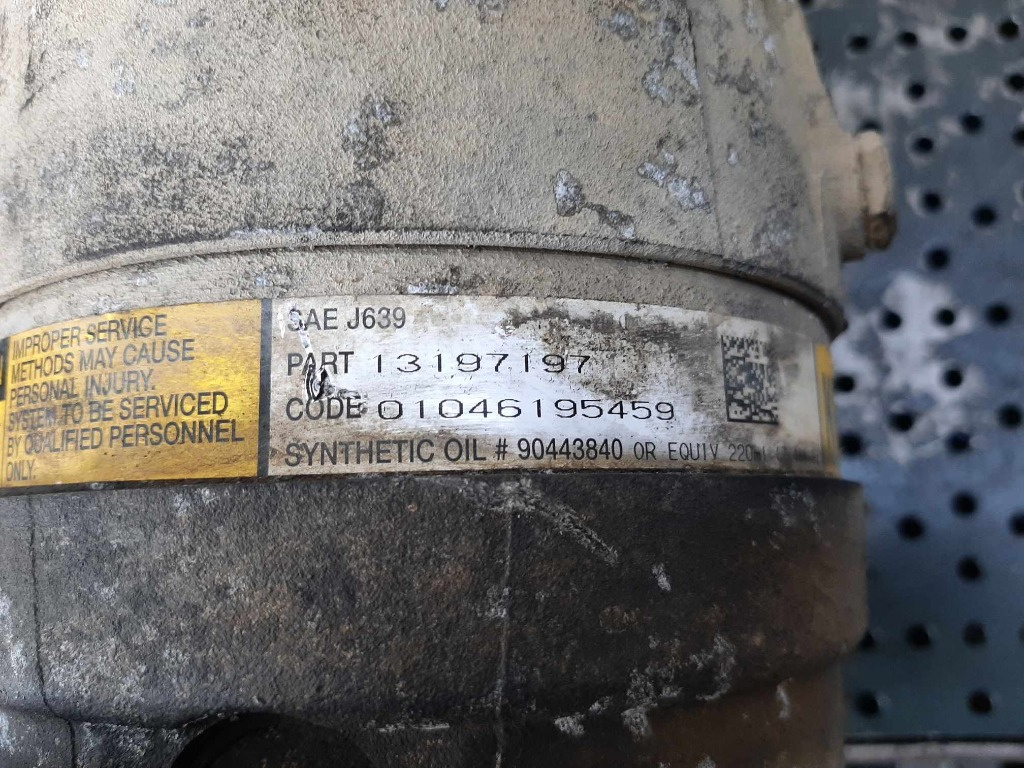 IMPROPER SERVICE
METHODS MAY CAUSE
PERSONAL INJURY.
SYSTEM TO BE SERVICED
BY QUALIFIED PERSONNEL
ONLY.
SAE J639
PART 13197197
CODE 01046195459
SYNTHETIC OIL # 90443840 OR EQUIV